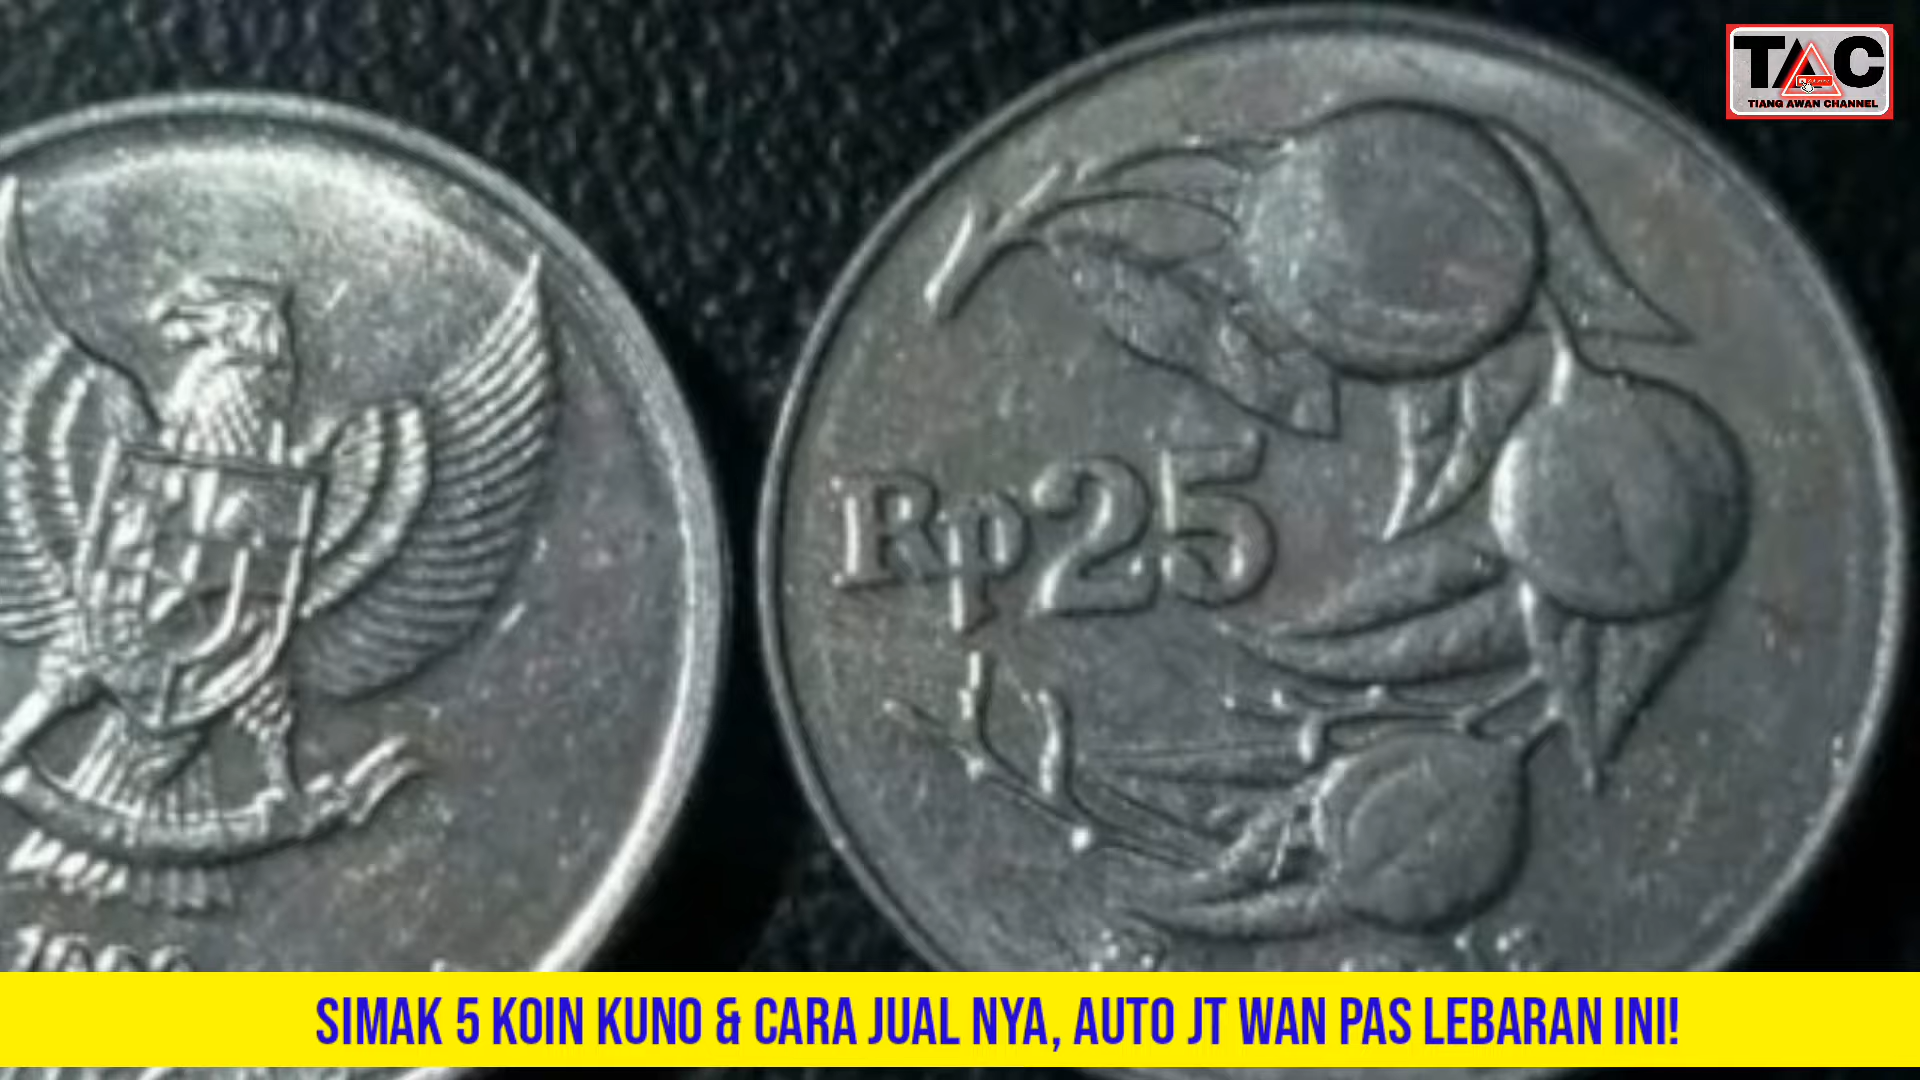 TAC
TIANG AWAN CHANNEL
Rp25
SIMAK 5 KOIN KUNO & CARA JUAL NYA, AUTO JT WAN PAS LEBARAN INI!